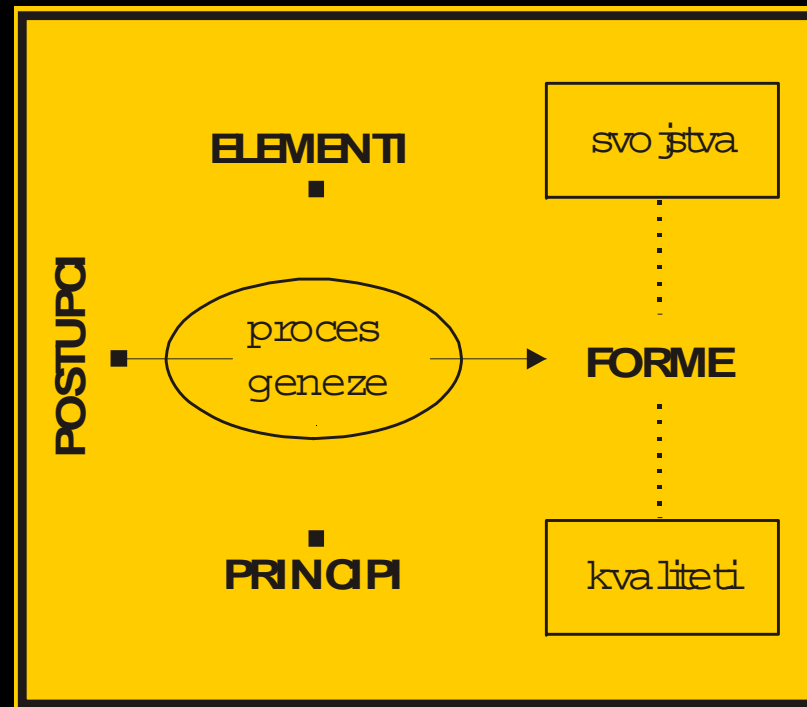 ELEMENTI
svojstva
POSTUPCI
proces
geneze
FORME
PRINCIPI
kvaliteti